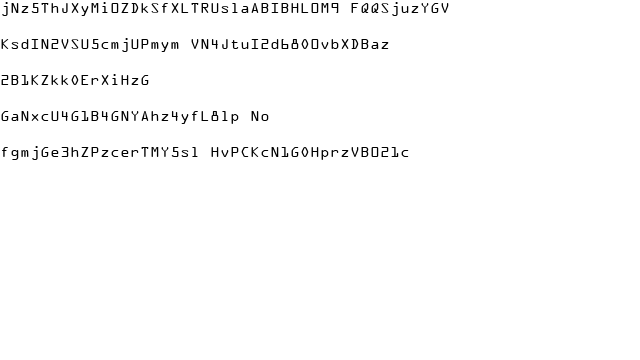 jNz5ThJXyMiOZDkSfXLTRUslaABIBHLOM9 FQQSjuzYGV
KsdIN2VSU5cmjUPmym VN4JtuI2d68OOvbXDBaz
2B1KZkk0ErXiHzG
GaNxcU4G1B4GNYAhz4yfL8lp No
fgmjGe3hZPzcerTMY5sl HvPCKcN1G0HprzVBO21c